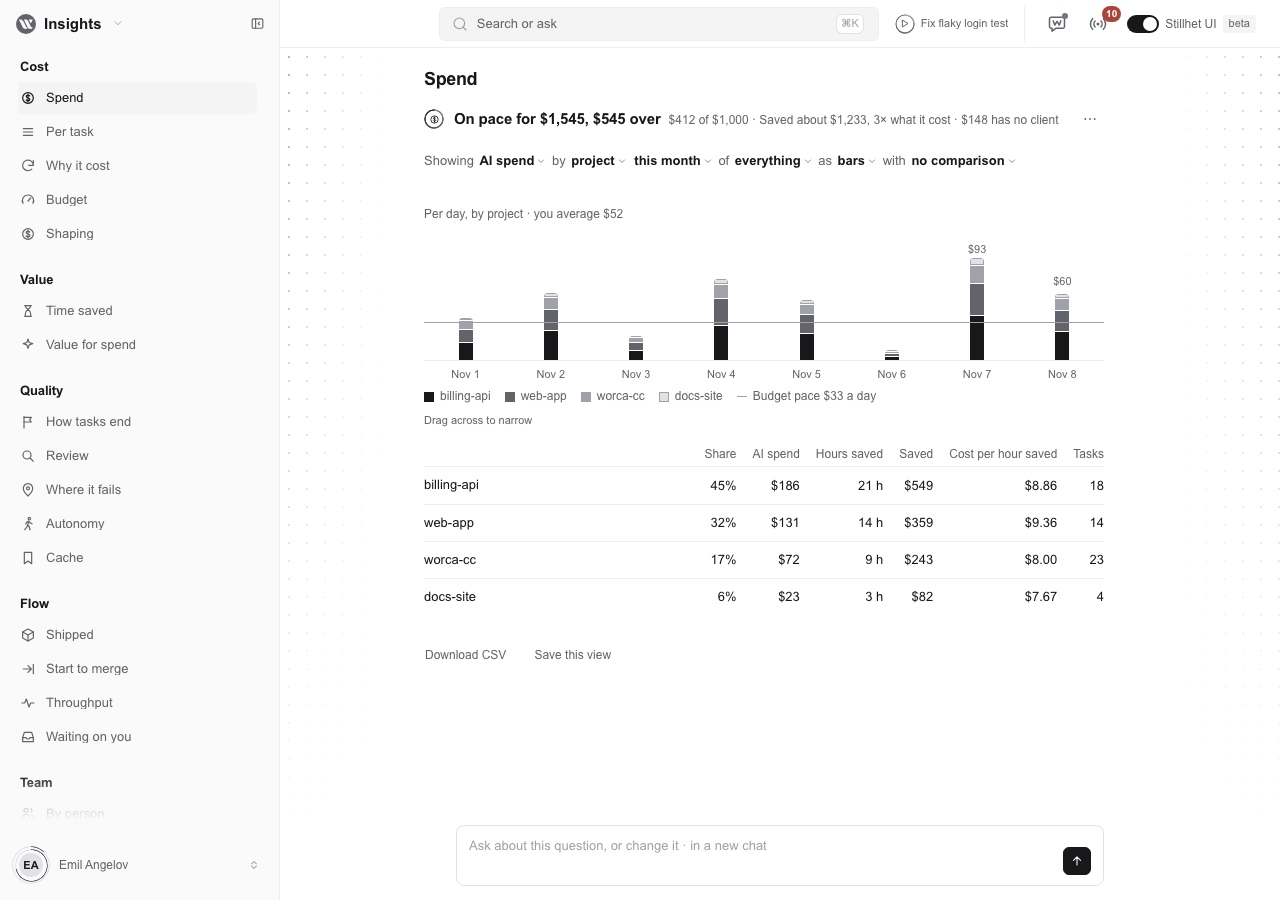 Insights
Search or ask
⌘K
Fix flaky login test
10
Stillhet UI
beta
Cost
Spend
Per task
Why it cost
Budget
Shaping
Value
Time saved
Value for spend
Quality
How tasks end
Review
Where it fails
Autonomy
Cache
Flow
Shipped
Start to merge
Throughput
Waiting on you
Team
By person
EA
Emil Angelov
Spend
On pace for $1,545, $545 over $412 of $1,000 · Saved about $1,233, 3× what it cost · $148 has no client
Showing AI spend by project this month of everything as bars with no comparison
Per day, by project · you average $52
$93
$60
Nov 1 Nov 2 Nov 3 Nov 4 Nov 5 Nov 6 Nov 7 Nov 8
billing-api web-app worca-cc docs-site Budget pace $33 a day
Drag across to narrow
Share AI spend Hours saved Saved Cost per hour saved Tasks
billing-api 45% $186 21 h $549 $8.86 18
web-app 32% $131 14 h $359 $9.36 14
worca-cc 17% $72 9 h $243 $8.00 23
docs-site 6% $23 3 h $82 $7.67 4
Download CSV Save this view
Ask about this question, or change it · in a new chat